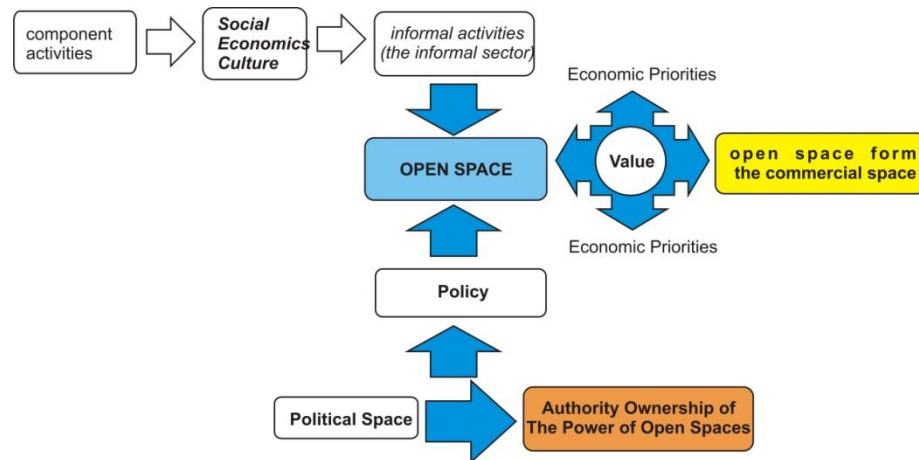 component
activities
Social
Economics
Culture
informal activities
(the informal sector)
Economic Priorities
OPEN SPACE
Value
open space form
the commercial space
Economic Priorities
Policy
Political Space
Authority Ownership of
The Power of Open Spaces